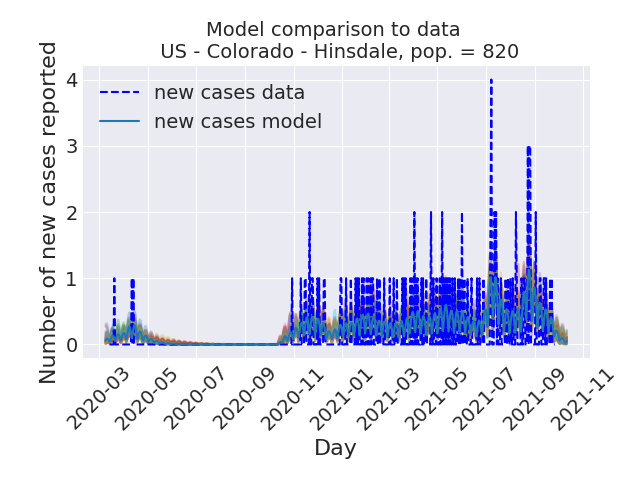 Model comparison to data
US - Colorado - Hinsdale, pop. = 820
Number of new cases reported
4
3
2
1
0
new cases data
new cases model
2020-03
2020-05
2020-07
2020-09
2020-11
2021-01
2021-03
2021-05
2021-07
2021-09
2021-11
Day